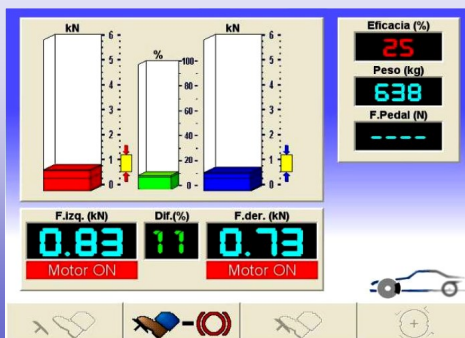 kN
kN
%
6
5
4
3
2
1
0
100
80
60
40
20
0
6
5
4
3
2
1
0
Eficacia (%)
25
Peso (kg)
638
F.Pedal (N)
----
F.izq. (kN)
Dif.(%)
F.der. (kN)
0.83
11
0.73
Motor ON
Motor ON